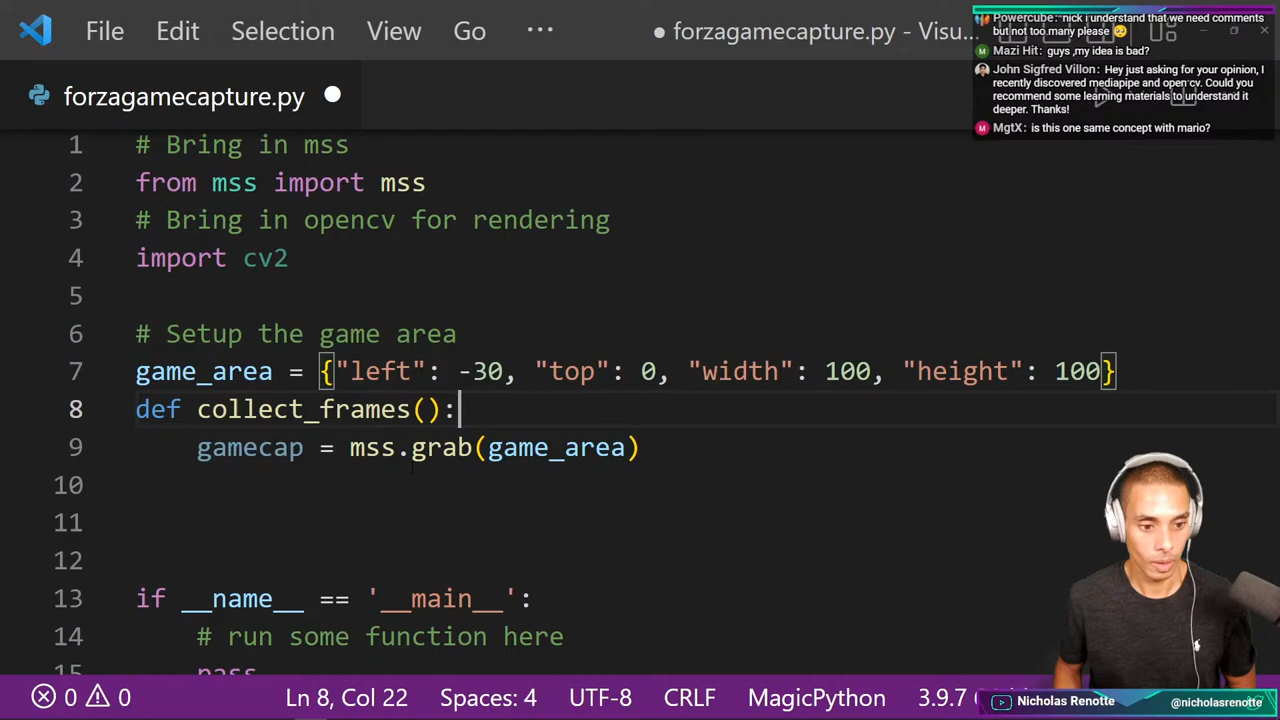 File Edit Selection View Go ··· ● forzagamecapture.py - Visu...
Powercube: nick i understand that we need comments
but not too many please 🥺
Mazi Hit: guys ,my idea is bad?
John Sigfred Villon: Hey just asking for your opinion, I
recently discovered mediapipe and open cv. Could you
recommend some learning materials to understand it
deeper. Thanks!
M MgtX: is this one same concept with mario?
forzagamecapture.py
1 # Bring in mss
2 from mss import mss
3 # Bring in opencv for rendering
4 import cv2
5
6 # Setup the game area
7 game_area = {"left": -30, "top": 0, "width": 100, "height": 100}
8 def collect_frames():
9 gamecap = mss.grab(game_area)
10
11
12
13 if __name__ == '__main__':
14 # run some function here
15 pass
0 0 Ln 8, Col 22 Spaces: 4 UTF-8 CRLF MagicPython 3.9.7
Nicholas Renotte @nicholasrenotte